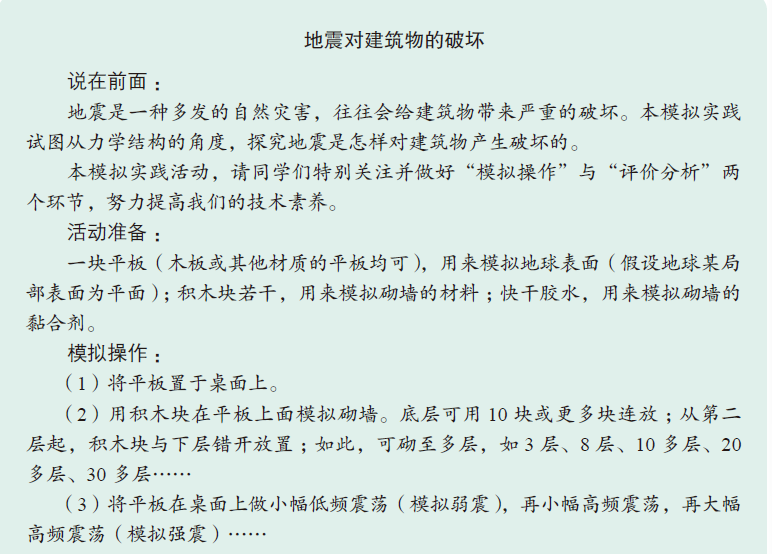 地震对建筑物的破坏
说在前面：
地震是一种多发的自然灾害，往往会给建筑物带来严重的破坏。本模拟实践
试图从力学结构的角度，探究地震是怎样对建筑物产生破坏的。
本模拟实践活动，请同学们特别关注并做好“模拟操作”与“评价分析”两
个环节，努力提高我们的技术素养。
活动准备：
一块平板（木板或其他材质的平板均可），用来模拟地球表面（假设地球某局
部表面为平面）；积木块若干，用来模拟砌墙的材料；快干胶水，用来模拟砌墙的
黏合剂。
模拟操作：
（1）将平板置于桌面上。
（2）用积木块在平板上面模拟砌墙。底层可用 10 块或更多块连放；从第二
层起，积木块与下层错开放置；如此，可砌至多层，如 3 层、8 层、10 多层、20
多层、30 多层……
（3）将平板在桌面上做小幅低频震荡（模拟弱震），再小幅高频震荡，再大幅
高频震荡（模拟强震）……